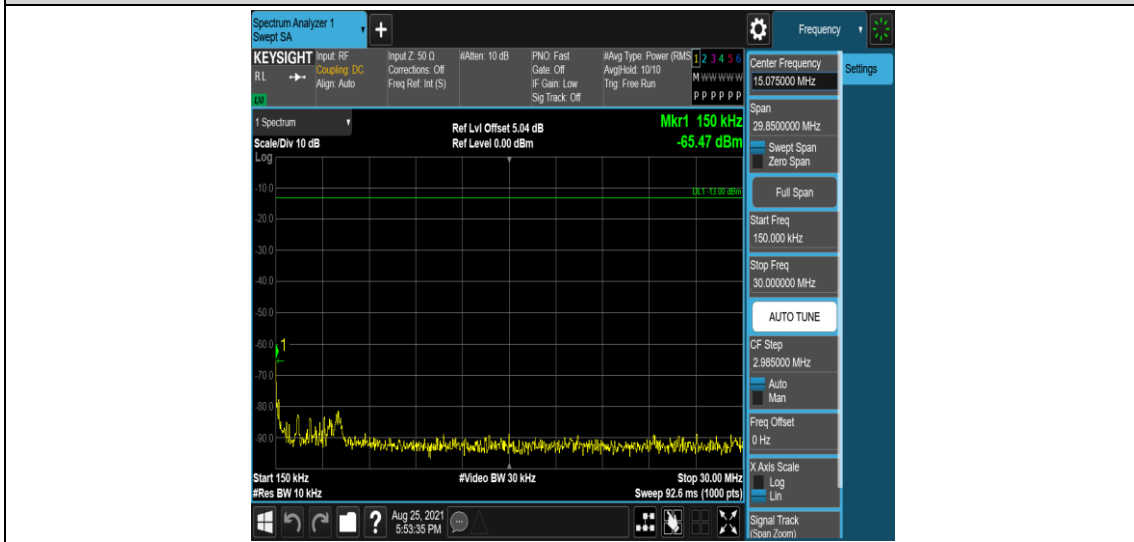 Spectrum Analyzer 1
Swept SA
+
Frequency
KEYSIGHT
Input: RF
Coupling: DC
Align: Auto
RL
LXI
Input Z: 50 Ω
Corrections: Off
Freq Ref: Int (S)
#Atten: 10 dB
PNO: Fast
Gate: Off
IF Gain: Low
Sig Track: Off
#Avg Type: Power (RMS
Avg|Hold: 10/10
Trig: Free Run
1 2 3 4 5 6
M W W W W W
P P P P P P
1 Spectrum
Scale/Div 10 dB
Log
Ref Lvl Offset 5.04 dB
Ref Level 0.00 dBm
Mkr1 150 kHz
-65.47 dBm
DL1 -13.00 dBm
-10.0
-20.0
-30.0
-40.0
-50.0
-60.0
1
-70.0
-80.0
-90.0
Start 150 kHz
#Res BW 10 kHz
#Video BW 30 kHz
Stop 30.00 MHz
Sweep 92.6 ms (1000 pts)
Center Frequency
15.075000 MHz
Settings
Span
29.8500000 MHz
Swept Span
Zero Span
Full Span
Start Freq
150.000 kHz
Stop Freq
30.000000 MHz
AUTO TUNE
CF Step
2.985000 MHz
Auto
Man
Freq Offset
0 Hz
X Axis Scale
Log
Lin
Signal Track
(Span Zoom)
?
Aug 25, 2021
5:53:35 PM